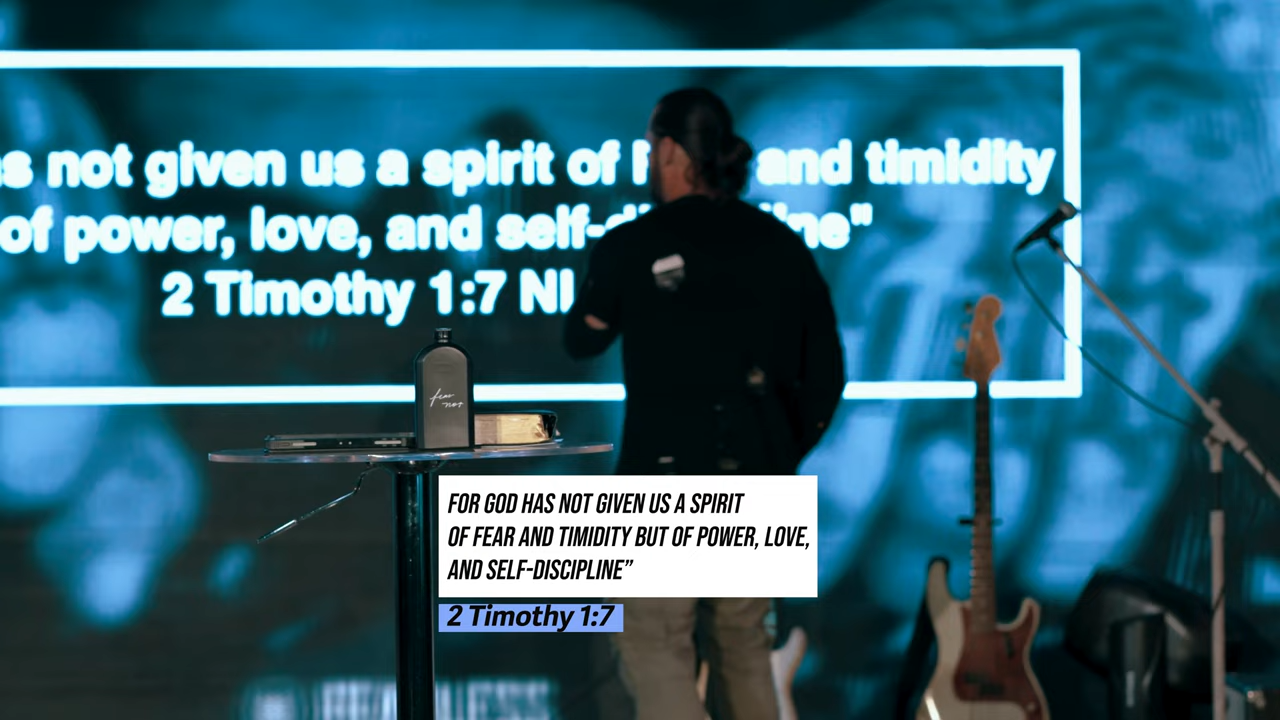 s not given us a spirit of and timidity
of power, love, and self- ine"
2 Timothy 1:7 NI
fear
not
FOR GOD HAS NOT GIVEN US A SPIRIT
OF FEAR AND TIMIDITY BUT OF POWER, LOVE,
AND SELF-DISCIPLINE”
2 Timothy 1:7